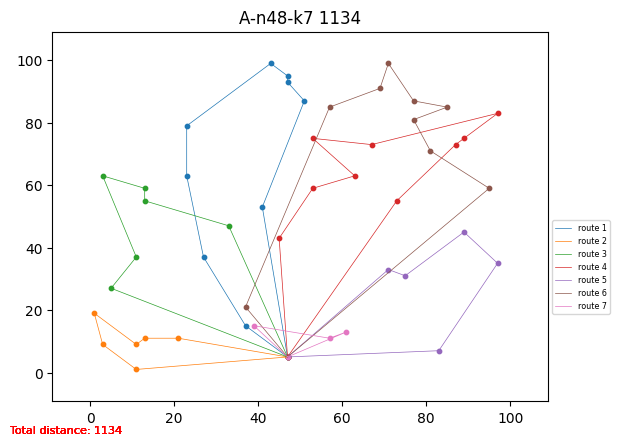 A-n48-k7 1134
100
80
60
40
20
0
0 20 40 60 80 100
route 1
route 2
route 3
route 4
route 5
route 6
route 7
Total distance: 1134